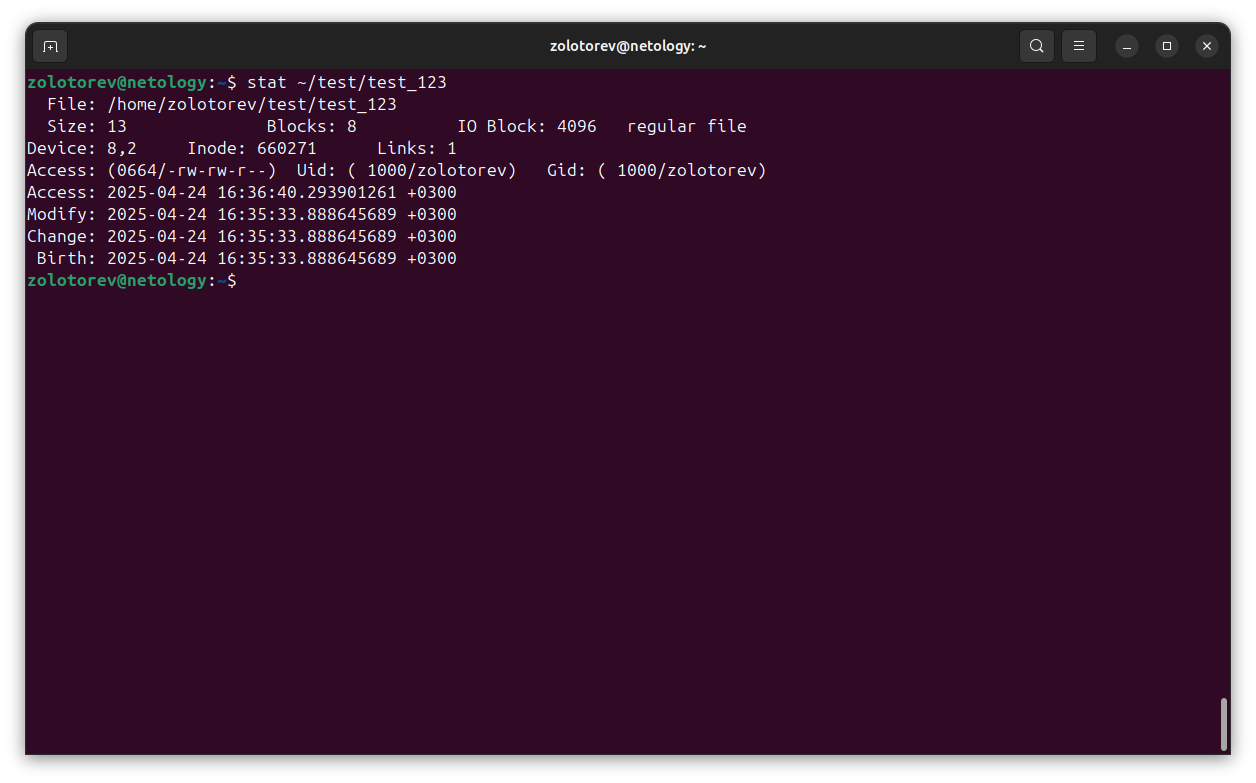 zolotorev@netology: ~
zolotorev@netology:~$ stat ~/test/test_123
  File: /home/zolotorev/test/test_123
  Size: 13              Blocks: 8          IO Block: 4096   regular file
Device: 8,2     Inode: 660271      Links: 1
Access: (0664/-rw-rw-r--)  Uid: ( 1000/zolotorev)   Gid: ( 1000/zolotorev)
Access: 2025-04-24 16:36:40.293901261 +0300
Modify: 2025-04-24 16:35:33.888645689 +0300
Change: 2025-04-24 16:35:33.888645689 +0300
 Birth: 2025-04-24 16:35:33.888645689 +0300
zolotorev@netology:~$